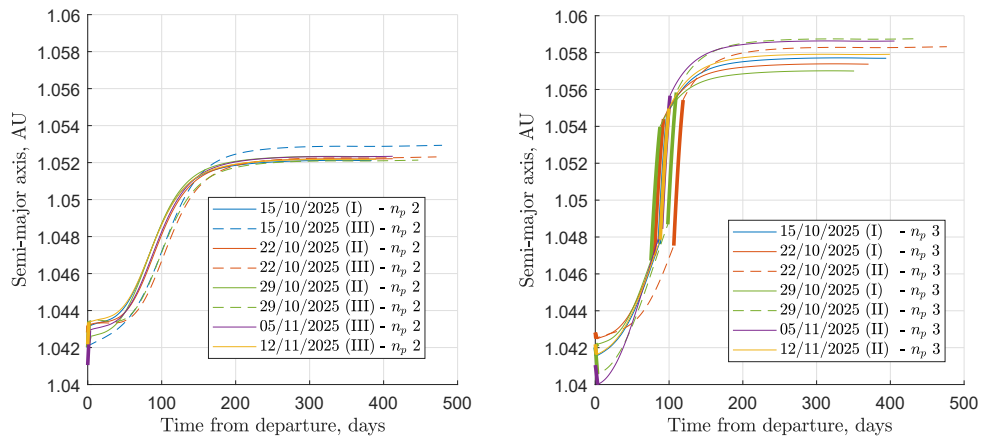 1.06
1.058
1.056
1.054
1.052
1.05
1.048
1.046
1.044
1.042
1.04
Semi-major axis, AU
15/10/2025 (I) - n_p 2
15/10/2025 (III) - n_p 2
22/10/2025 (II) - n_p 2
22/10/2025 (III) - n_p 2
29/10/2025 (II) - n_p 2
29/10/2025 (III) - n_p 2
05/11/2025 (III) - n_p 2
12/11/2025 (III) - n_p 2
0 100 200 300 400 500
Time from departure, days
1.06
1.058
1.056
1.054
1.052
1.05
1.048
1.046
1.044
1.042
1.04
Semi-major axis, AU
15/10/2025 (I) - n_p 3
22/10/2025 (I) - n_p 3
22/10/2025 (II) - n_p 3
29/10/2025 (I) - n_p 3
29/10/2025 (II) - n_p 3
05/11/2025 (II) - n_p 3
12/11/2025 (II) - n_p 3
0 100 200 300 400 500
Time from departure, days